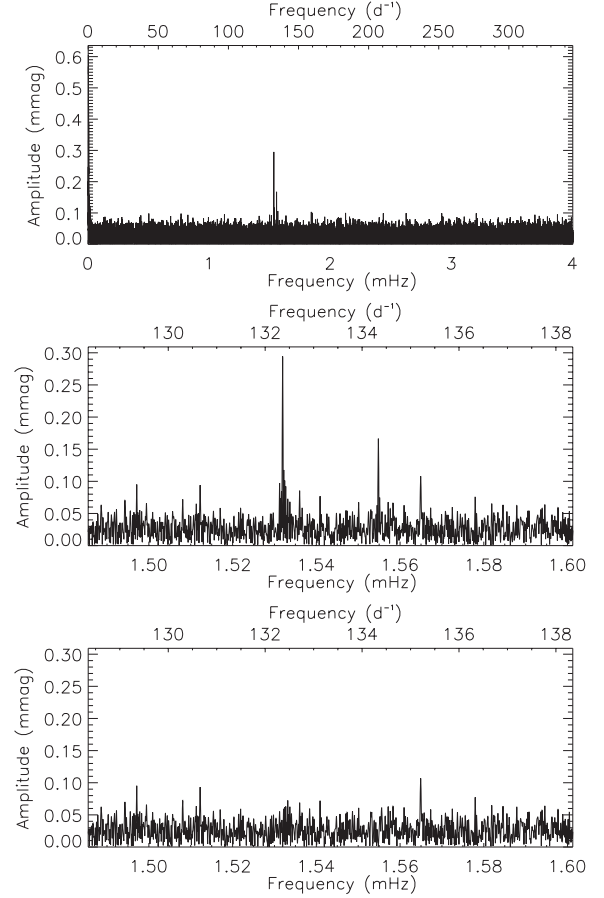 Frequency (d⁻¹)
0 50 100 150 200 250 300
Amplitude (mmag)
0.6
0.5
0.4
0.3
0.2
0.1
0.0
0 1 2 3 4
Frequency (mHz)
Frequency (d⁻¹)
130 132 134 136 138
Amplitude (mmag)
0.30
0.25
0.20
0.15
0.10
0.05
0.00
1.50 1.52 1.54 1.56 1.58 1.60
Frequency (mHz)
Frequency (d⁻¹)
130 132 134 136 138
Amplitude (mmag)
0.30
0.25
0.20
0.15
0.10
0.05
0.00
1.50 1.52 1.54 1.56 1.58 1.60
Frequency (mHz)